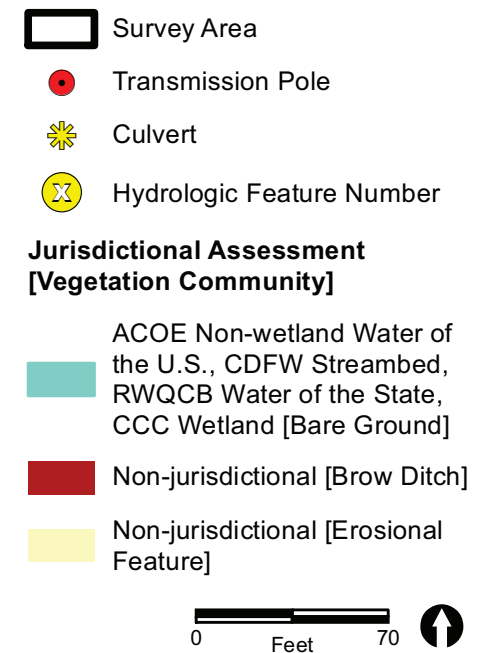 Survey Area
Transmission Pole
Culvert
X
Hydrologic Feature Number
Jurisdictional Assessment
[Vegetation Community]
ACOE Non-wetland Water of
the U.S., CDFW Streambed,
RWQCB Water of the State,
CCC Wetland [Bare Ground]
Non-jurisdictional [Brow Ditch]
Non-jurisdictional [Erosional
Feature]
0 Feet 70